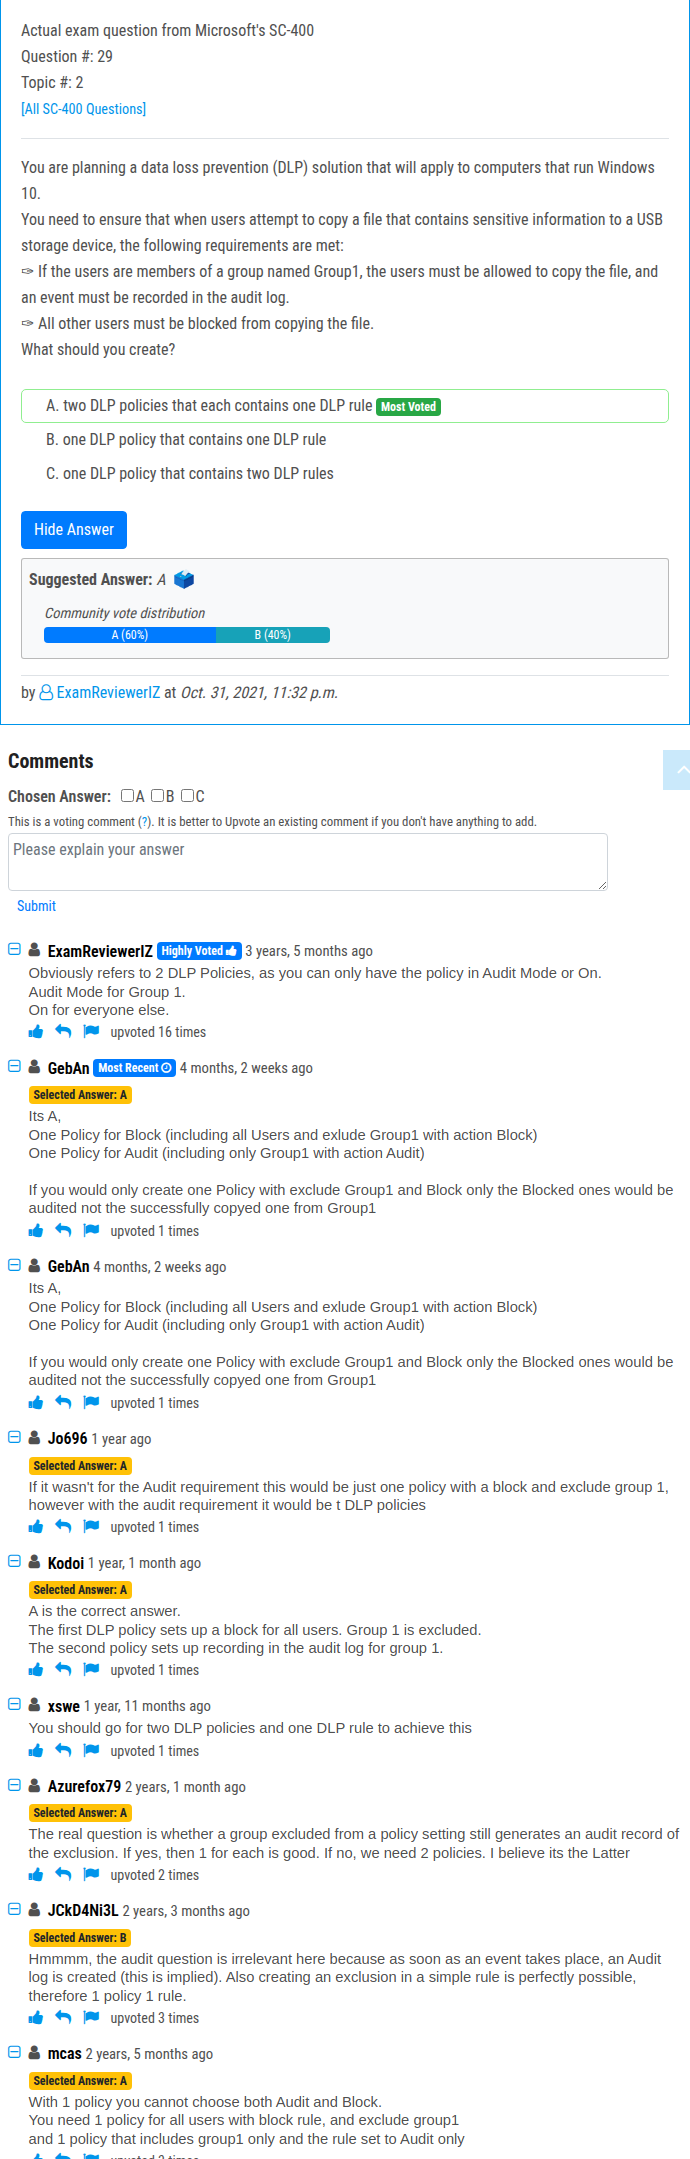 Actual exam question from Microsoft's SC-400
Question #: 29
Topic #: 2
[All SC-400 Questions]
You are planning a data loss prevention (DLP) solution that will apply to computers that run Windows
10.
You need to ensure that when users attempt to copy a file that contains sensitive information to a USB
storage device, the following requirements are met:
✑ If the users are members of a group named Group1, the users must be allowed to copy the file, and
an event must be recorded in the audit log.
✑ All other users must be blocked from copying the file.
What should you create?
A. two DLP policies that each contains one DLP rule Most Voted
B. one DLP policy that contains one DLP rule
C. one DLP policy that contains two DLP rules
Hide Answer
Suggested Answer: A
Community vote distribution
A (60%) B (40%)
by ExamReviewerIZ at Oct. 31, 2021, 11:32 p.m.
Comments
Chosen Answer: A B C
This is a voting comment (?). It is better to Upvote an existing comment if you don't have anything to add.
Please explain your answer
Submit
ExamReviewerIZ Highly Voted 3 years, 5 months ago
Obviously refers to 2 DLP Policies, as you can only have the policy in Audit Mode or On.
Audit Mode for Group 1.
On for everyone else.
upvoted 16 times
GebAn Most Recent 4 months, 2 weeks ago
Selected Answer: A
Its A,
One Policy for Block (including all Users and exlude Group1 with action Block)
One Policy for Audit (including only Group1 with action Audit)
If you would only create one Policy with exclude Group1 and Block only the Blocked ones would be
audited not the successfully copyed one from Group1
upvoted 1 times
GebAn 4 months, 2 weeks ago
Its A,
One Policy for Block (including all Users and exlude Group1 with action Block)
One Policy for Audit (including only Group1 with action Audit)
If you would only create one Policy with exclude Group1 and Block only the Blocked ones would be
audited not the successfully copyed one from Group1
upvoted 1 times
Jo696 1 year ago
Selected Answer: A
If it wasn't for the Audit requirement this would be just one policy with a block and exclude group 1,
however with the audit requirement it would be t DLP policies
upvoted 1 times
Kodoi 1 year, 1 month ago
Selected Answer: A
A is the correct answer.
The first DLP policy sets up a block for all users. Group 1 is excluded.
The second policy sets up recording in the audit log for group 1.
upvoted 1 times
xswe 1 year, 11 months ago
You should go for two DLP policies and one DLP rule to achieve this
upvoted 1 times
Azurefox79 2 years, 1 month ago
Selected Answer: A
The real question is whether a group excluded from a policy setting still generates an audit record of
the exclusion. If yes, then 1 for each is good. If no, we need 2 policies. I believe its the Latter
upvoted 2 times
JCkD4Ni3L 2 years, 3 months ago
Selected Answer: B
Hmmmm, the audit question is irrelevant here because as soon as an event takes place, an Audit
log is created (this is implied). Also creating an exclusion in a simple rule is perfectly possible,
therefore 1 policy 1 rule.
upvoted 3 times
mcas 2 years, 5 months ago
Selected Answer: A
With 1 policy you cannot choose both Audit and Block.
You need 1 policy for all users with block rule, and exclude group1
and 1 policy that includes group1 only and the rule set to Audit only